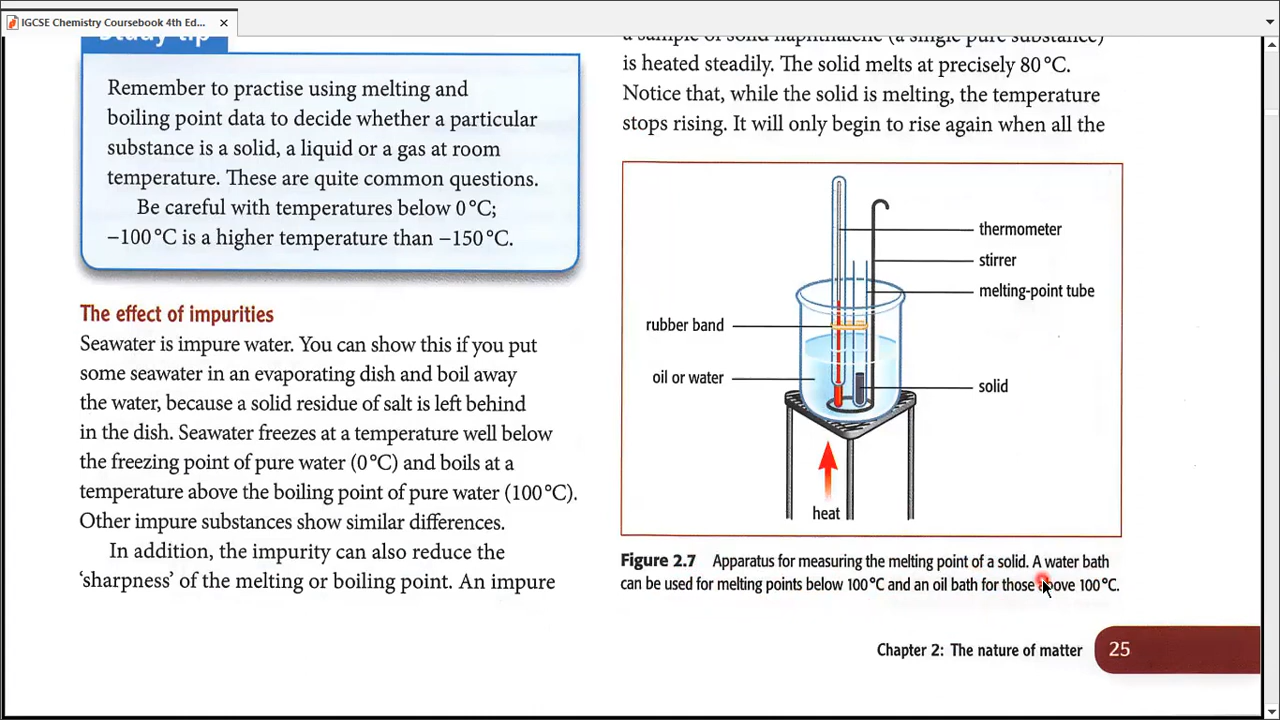 IGCSE Chemistry Coursebook 4th Ed...
Study tip
Remember to practise using melting and
boiling point data to decide whether a particular
substance is a solid, a liquid or a gas at room
temperature. These are quite common questions.
Be careful with temperatures below 0 °C;
−100 °C is a higher temperature than −150 °C.
The effect of impurities
Seawater is impure water. You can show this if you put
some seawater in an evaporating dish and boil away
the water, because a solid residue of salt is left behind
in the dish. Seawater freezes at a temperature well below
the freezing point of pure water (0 °C) and boils at a
temperature above the boiling point of pure water (100 °C).
Other impure substances show similar differences.
In addition, the impurity can also reduce the
‘sharpness’ of the melting or boiling point. An impure
a sample of solid naphthalene (a single pure substance)
is heated steadily. The solid melts at precisely 80 °C.
Notice that, while the solid is melting, the temperature
stops rising. It will only begin to rise again when all the
thermometer
stirrer
melting-point tube
rubber band
oil or water
solid
heat
Figure 2.7 Apparatus for measuring the melting point of a solid. A water bath
can be used for melting points below 100 °C and an oil bath for those above 100 °C.
Chapter 2: The nature of matter 25